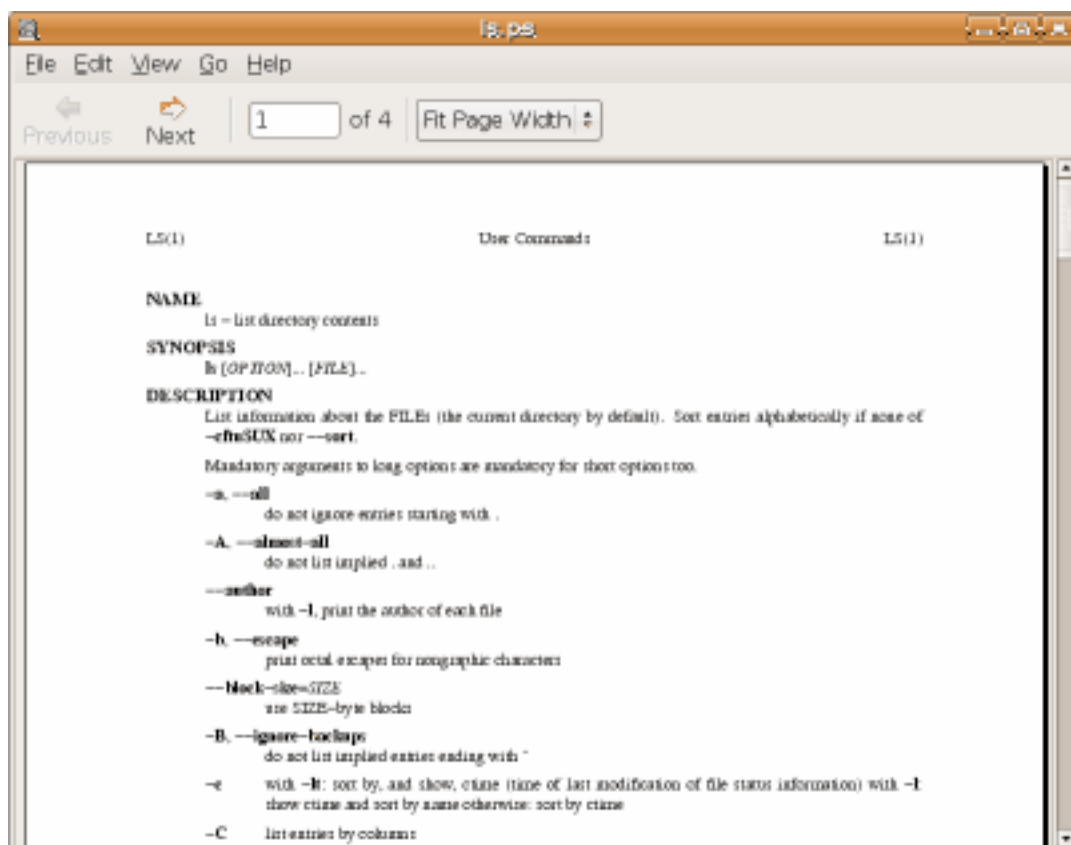 ls.ps
File Edit View Go Help
Previous Next 1 of 4 Fit Page Width
LS(1) User Commands LS(1)
NAME
ls − list directory contents
SYNOPSIS
ls [OPTION]... [FILE]...
DESCRIPTION
List information about the FILEs (the current directory by default). Sort entries alphabetically if none of
−cftuSUX nor −−sort.
Mandatory arguments to long options are mandatory for short options too.
−a, −−all
do not ignore entries starting with .
−A, −−almost−all
do not list implied . and ..
−−author
with −l, print the author of each file
−b, −−escape
print octal escapes for nongraphic characters
−−block−size=SIZE
use SIZE−byte blocks
−B, −−ignore−backups
do not list implied entries ending with ~
−c with −lt: sort by, and show, ctime (time of last modification of file status information) with −l:
show ctime and sort by name otherwise: sort by ctime
−C list entries by columns